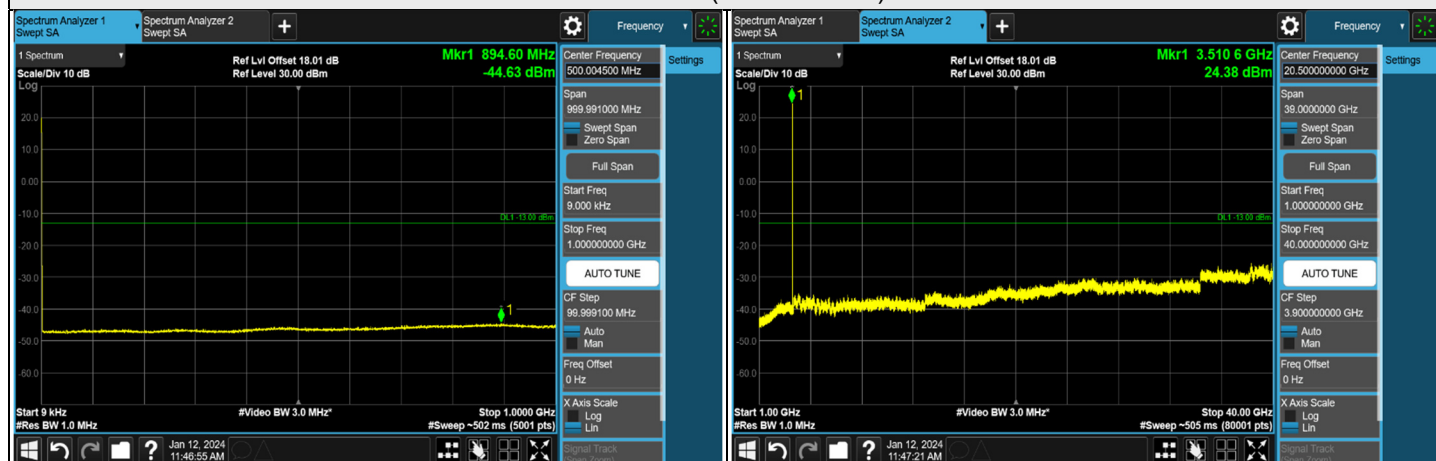 Spectrum Analyzer 1
Swept SA
Spectrum Analyzer 2
Swept SA
Frequency
1 Spectrum
Scale/Div 10 dB
Log
Ref Lvl Offset 18.01 dB
Ref Level 30.00 dBm
Mkr1 894.60 MHz
-44.63 dBm
20.0
10.0
0.00
-10.0
-20.0
-30.0
-40.0
-50.0
-60.0
DL1 -13.00 dBm
1
Start 9 kHz
#Res BW 1.0 MHz
#Video BW 3.0 MHz*
Stop 1.0000 GHz
#Sweep ~502 ms (5001 pts)
Center Frequency
500.004500 MHz
Settings
Span
999.991000 MHz
Swept Span
Zero Span
Full Span
Start Freq
9.000 kHz
Stop Freq
1.000000000 GHz
AUTO TUNE
CF Step
99.999100 MHz
Auto
Man
Freq Offset
0 Hz
X Axis Scale
Log
Lin
Signal Track
(Span Zoom)
?
Jan 12, 2024
11:46:55 AM
Spectrum Analyzer 1
Swept SA
Spectrum Analyzer 2
Swept SA
Frequency
1 Spectrum
Scale/Div 10 dB
Log
Ref Lvl Offset 18.01 dB
Ref Level 30.00 dBm
Mkr1 3.510 6 GHz
24.38 dBm
1
20.0
10.0
0.00
-10.0
-20.0
-30.0
-40.0
-50.0
-60.0
DL1 -13.00 dBm
Start 1.00 GHz
#Res BW 1.0 MHz
#Video BW 3.0 MHz*
Stop 40.00 GHz
#Sweep ~505 ms (80001 pts)
Center Frequency
20.500000000 GHz
Settings
Span
39.0000000 GHz
Swept Span
Zero Span
Full Span
Start Freq
1.000000000 GHz
Stop Freq
40.000000000 GHz
AUTO TUNE
CF Step
3.900000000 GHz
Auto
Man
Freq Offset
0 Hz
X Axis Scale
Log
Lin
Signal Track
(Span Zoom)
?
Jan 12, 2024
11:47:21 AM